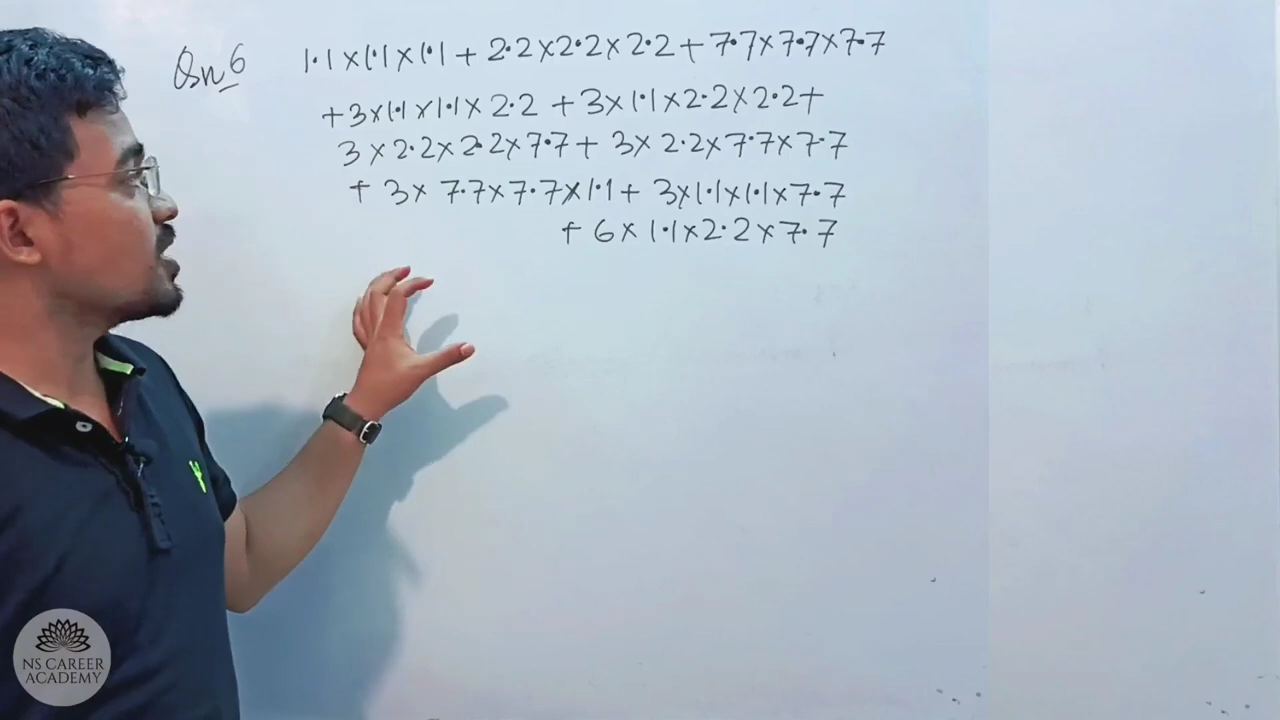 Qn 6 1.1×1.1×1.1 + 2.2×2.2×2.2 + 7.7×7.7×7.7
+3×1.1×1.1×2.2 +3×1.1×2.2×2.2+
3×2.2×2.2×7.7+ 3×2.2×7.7×7.7
+ 3×7.7×7.7×1.1+ 3×1.1×1.1×7.7
+ 6×1.1×2.2×7.7
NS CAREER
ACADEMY